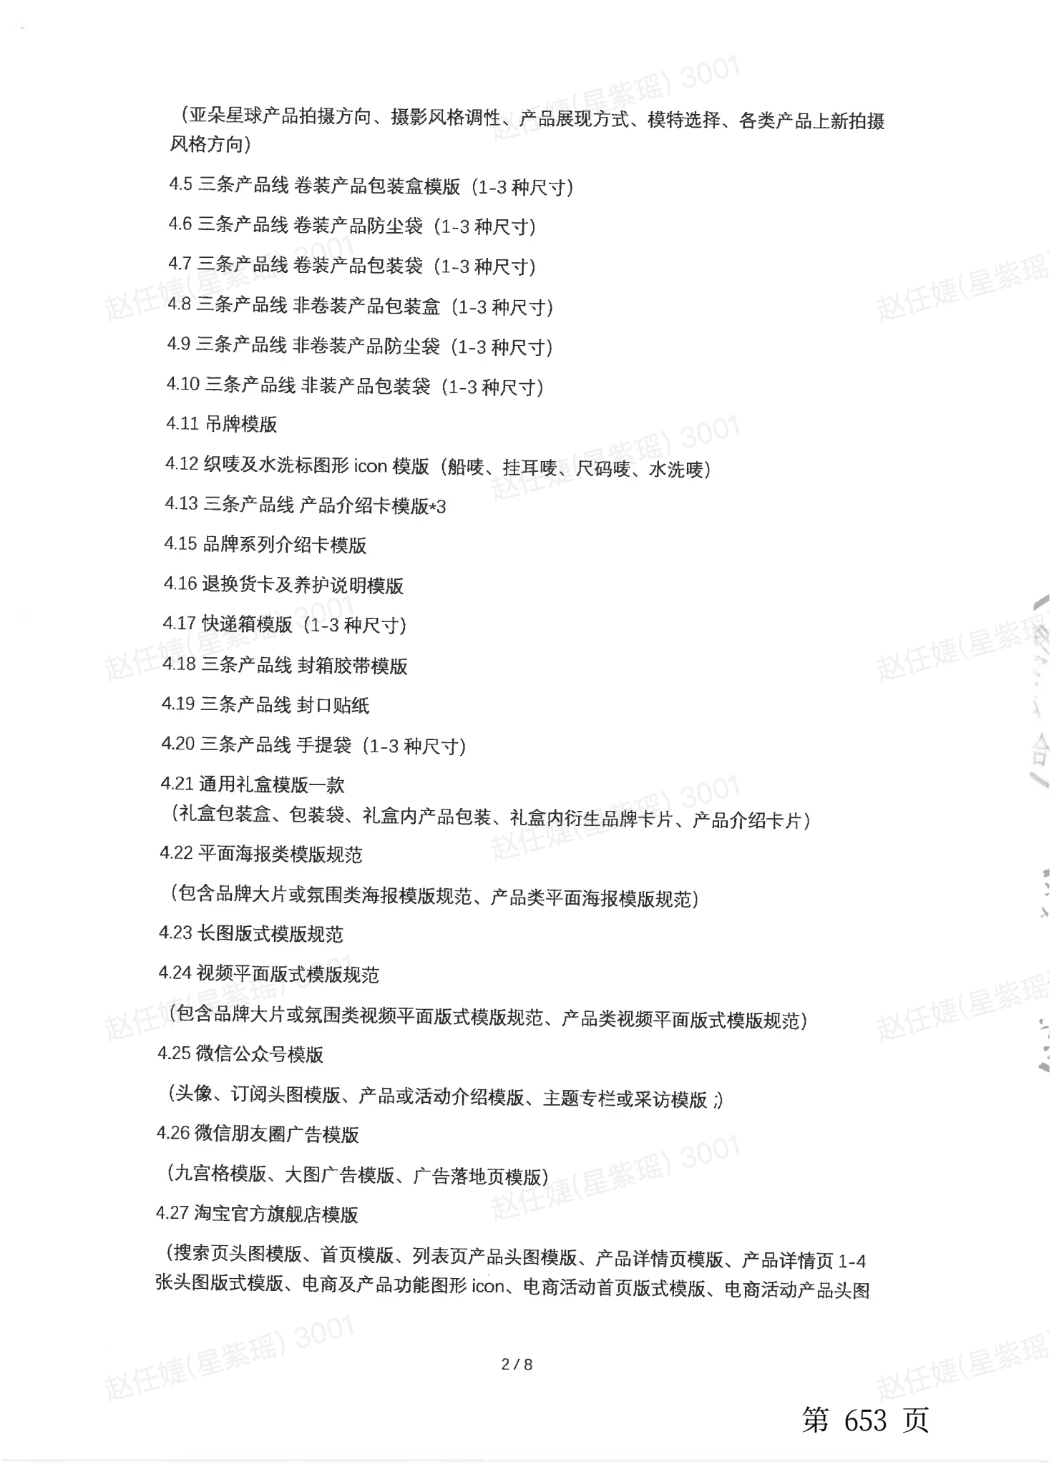 （亚朵星球产品拍摄方向、摄影风格调性、产品展现方式、模特选择、各类产品上新拍摄
风格方向）
4.5 三条产品线 卷装产品包装盒模版（1-3 种尺寸）
4.6 三条产品线 卷装产品防尘袋（1-3 种尺寸）
4.7 三条产品线 卷装产品包装袋（1-3 种尺寸）
4.8 三条产品线 非卷装产品包装盒（1-3 种尺寸）
4.9 三条产品线 非卷装产品防尘袋（1-3 种尺寸）
4.10 三条产品线 非装产品包装袋（1-3 种尺寸）
4.11 吊牌模版
4.12 织唛及水洗标图形 icon 模版（船唛、挂耳唛、尺码唛、水洗唛）
4.13 三条产品线 产品介绍卡模版*3
4.15 品牌系列介绍卡模版
4.16 退换货卡及养护说明模版
4.17 快递箱模版（1-3 种尺寸）
4.18 三条产品线 封箱胶带模版
4.19 三条产品线 封口贴纸
4.20 三条产品线 手提袋（1-3 种尺寸）
4.21 通用礼盒模版一款
（礼盒包装盒、包装袋、礼盒内产品包装、礼盒内衍生品牌卡片、产品介绍卡片）
4.22 平面海报类模版规范
（包含品牌大片或氛围类海报模版规范、产品类平面海报模版规范）
4.23 长图版式模版规范
4.24 视频平面版式模版规范
（包含品牌大片或氛围类视频平面版式模版规范、产品类视频平面版式模版规范）
4.25 微信公众号模版
（头像、订阅头图模版、产品或活动介绍模版、主题专栏或采访模版；）
4.26 微信朋友圈广告模版
（九宫格模版、大图广告模版、广告落地页模版）
4.27 淘宝官方旗舰店模版
（搜索页头图模版、首页模版、列表页产品头图模版、产品详情页模版、产品详情页 1-4
张头图版式模版、电商及产品功能图形 icon、电商活动首页版式模版、电商活动产品头图
2 / 8
第 653 页
赵任婕(星紫瑶) 3001